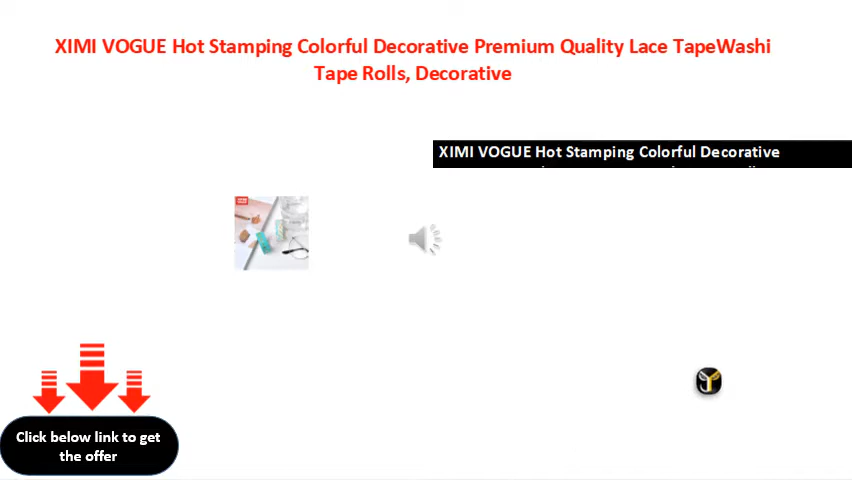 XIMI VOGUE Hot Stamping Colorful Decorative Premium Quality Lace TapeWashi
Tape Rolls, Decorative
XIMI VOGUE Hot Stamping Colorful Decorative
Click below link to get
the offer